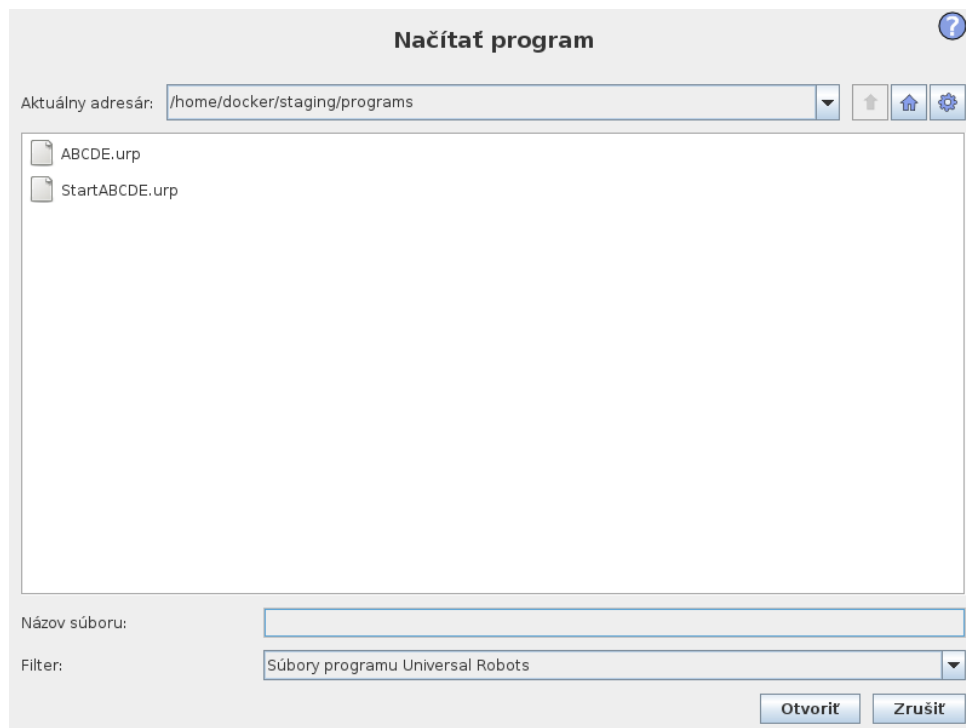 Načítať program
?
Aktuálny adresár: /home/docker/staging/programs
ABCDE.urp
StartABCDE.urp
Názov súboru:
Filter: Súbory programu Universal Robots
Otvoriť Zrušiť